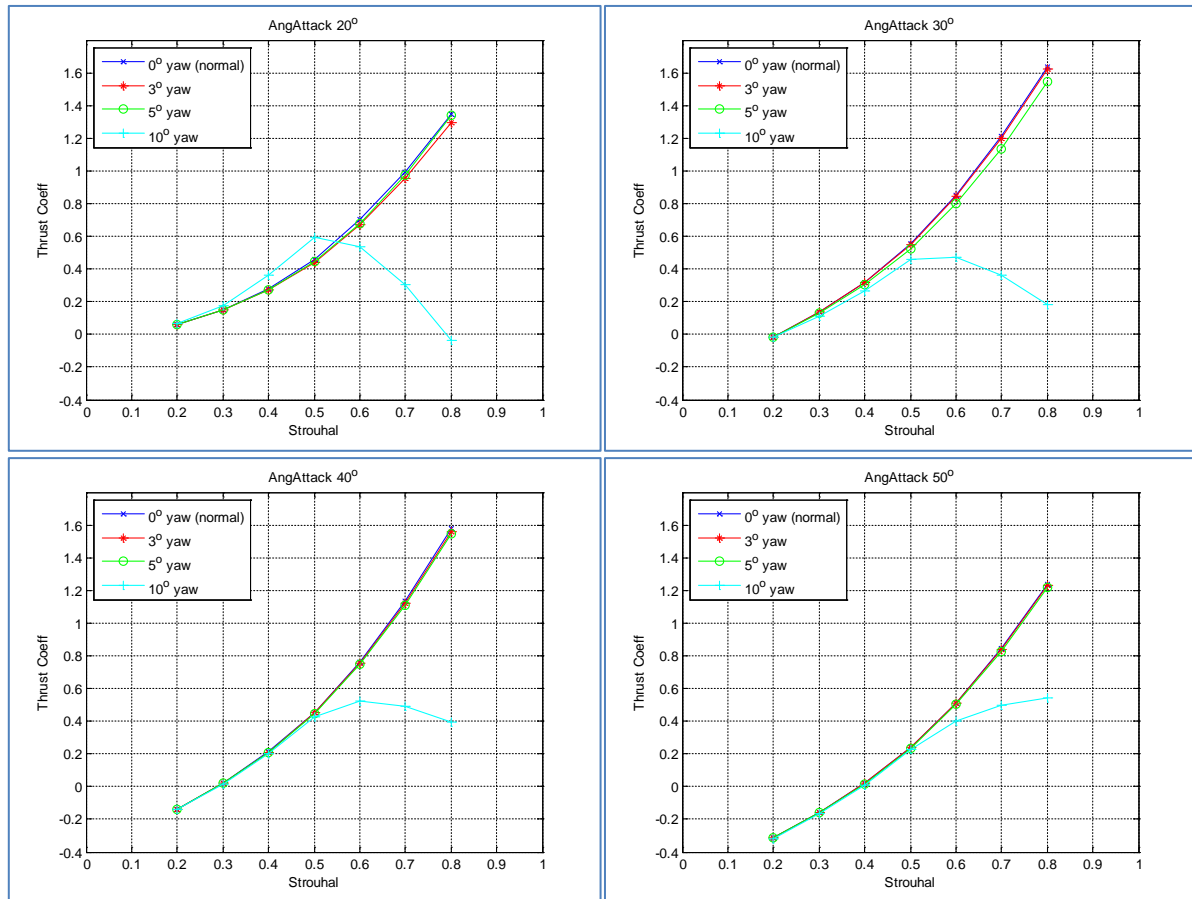 AngAttack 20°
0° yaw (normal)
3° yaw
5° yaw
10° yaw
Thrust Coeff
1.6
1.4
1.2
1
0.8
0.6
0.4
0.2
0
-0.2
-0.4
0 0.1 0.2 0.3 0.4 0.5 0.6 0.7 0.8 0.9 1
Strouhal
AngAttack 30°
0° yaw (normal)
3° yaw
5° yaw
10° yaw
Thrust Coeff
1.6
1.4
1.2
1
0.8
0.6
0.4
0.2
0
-0.2
-0.4
0 0.1 0.2 0.3 0.4 0.5 0.6 0.7 0.8 0.9 1
Strouhal
AngAttack 40°
0° yaw (normal)
3° yaw
5° yaw
10° yaw
Thrust Coeff
1.6
1.4
1.2
1
0.8
0.6
0.4
0.2
0
-0.2
-0.4
0 0.1 0.2 0.3 0.4 0.5 0.6 0.7 0.8 0.9 1
Strouhal
AngAttack 50°
0° yaw (normal)
3° yaw
5° yaw
10° yaw
Thrust Coeff
1.6
1.4
1.2
1
0.8
0.6
0.4
0.2
0
-0.2
-0.4
0 0.1 0.2 0.3 0.4 0.5 0.6 0.7 0.8 0.9 1
Strouhal